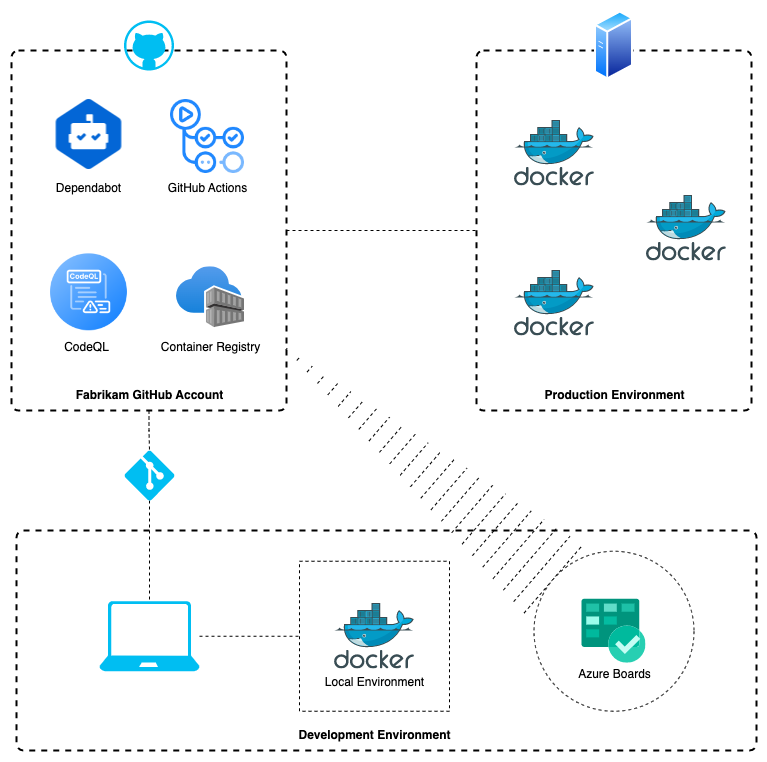 Dependabot
GitHub Actions
docker
docker
CodeQL
CodeQL
Container Registry
docker
Fabrikam GitHub Account
Production Environment
docker
Local Environment
Azure Boards
Development Environment